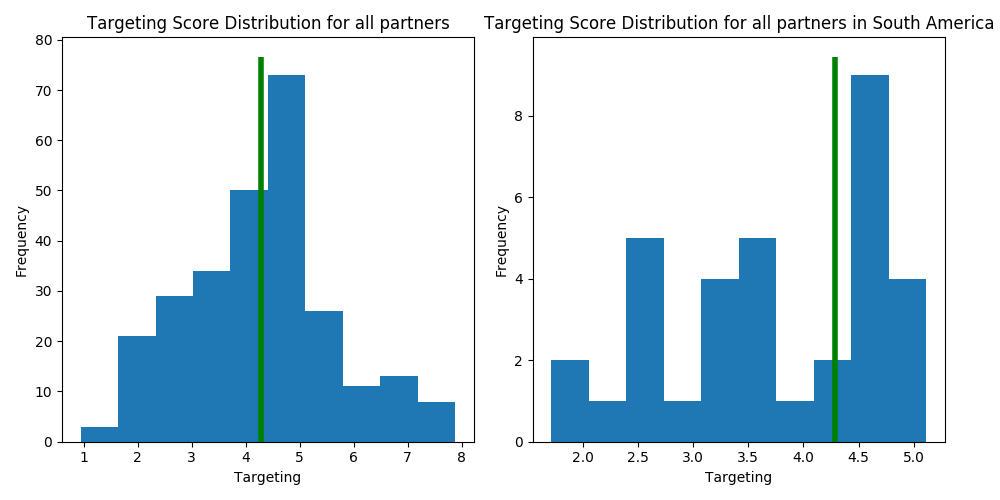 Targeting Score Distribution for all partners
80
70
60
50
40
30
20
10
0
Frequency
1 2 3 4 5 6 7 8
Targeting
Targeting Score Distribution for all partners in South America
8
6
4
2
0
Frequency
2.0 2.5 3.0 3.5 4.0 4.5 5.0
Targeting